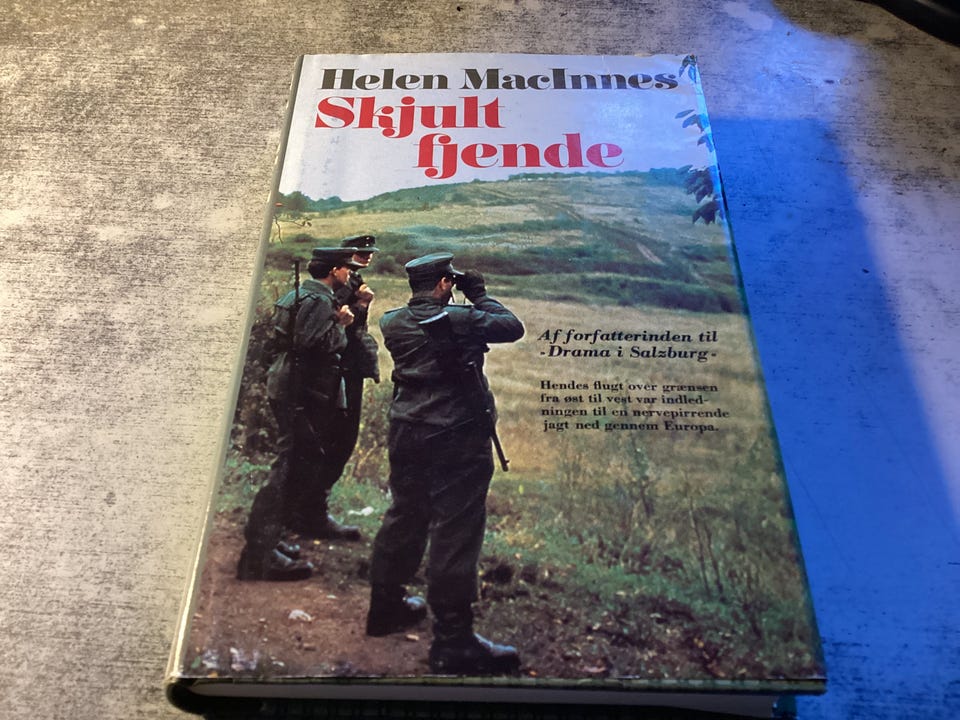 Helen MacInnes
Skjult
fjende
Af forfatterinden til
»Drama i Salzburg«
Hendes flugt over grænsen
fra øst til vest var indled-
ningen til en nervepirrende
jagt ned gennem Europa.